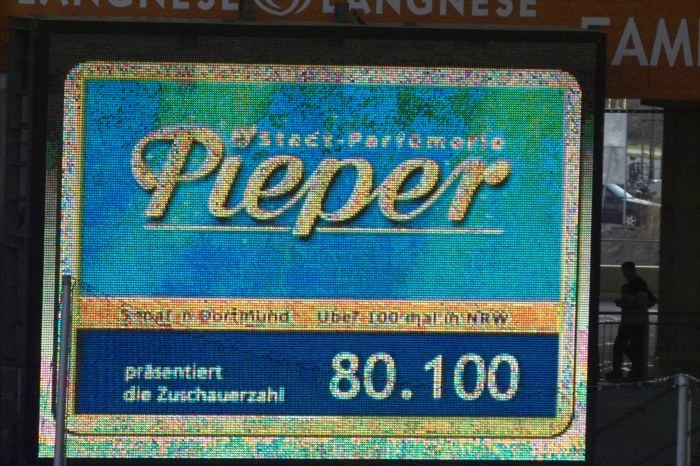 LANGNESE LANGNESE
FAMI
Stadt-Parfümerie
Pieper
5 mal in Dortmund Über 100 mal in NRW
präsentiert
die Zuschauerzahl
80.100